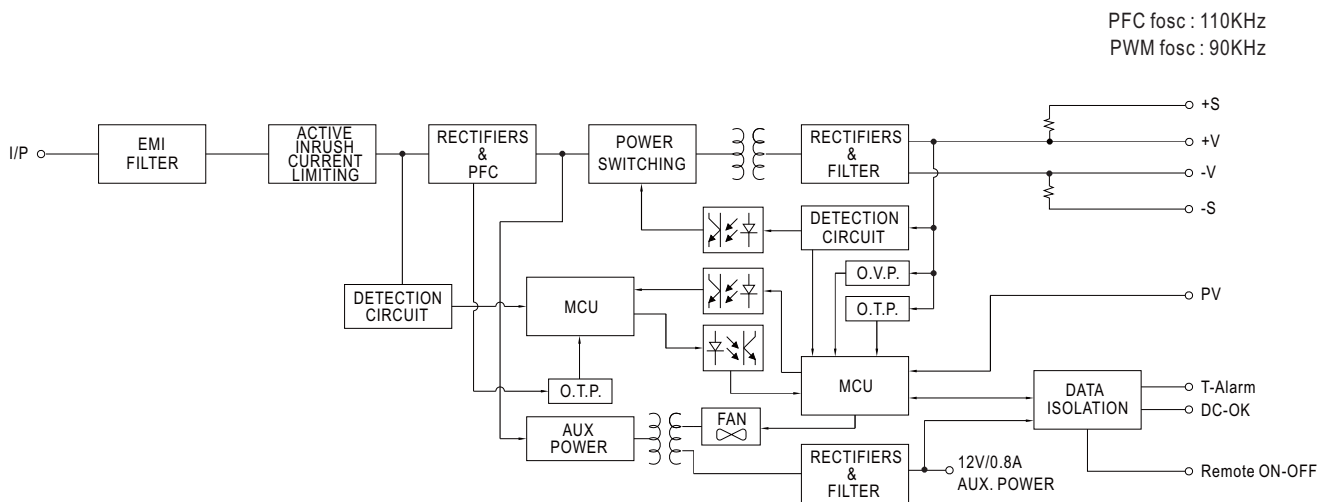 PFC fosc : 110KHz
PWM fosc : 90KHz
I/P
EMI
FILTER
ACTIVE
INRUSH
CURRENT
LIMITING
RECTIFIERS
&
PFC
POWER
SWITCHING
RECTIFIERS
&
FILTER
+S
+V
-V
-S
DETECTION
CIRCUIT
O.V.P.
O.T.P.
PV
DETECTION
CIRCUIT
MCU
MCU
O.T.P.
DATA
ISOLATION
T-Alarm
DC-OK
AUX
POWER
FAN
RECTIFIERS
&
FILTER
12V/0.8A
AUX. POWER
Remote ON-OFF